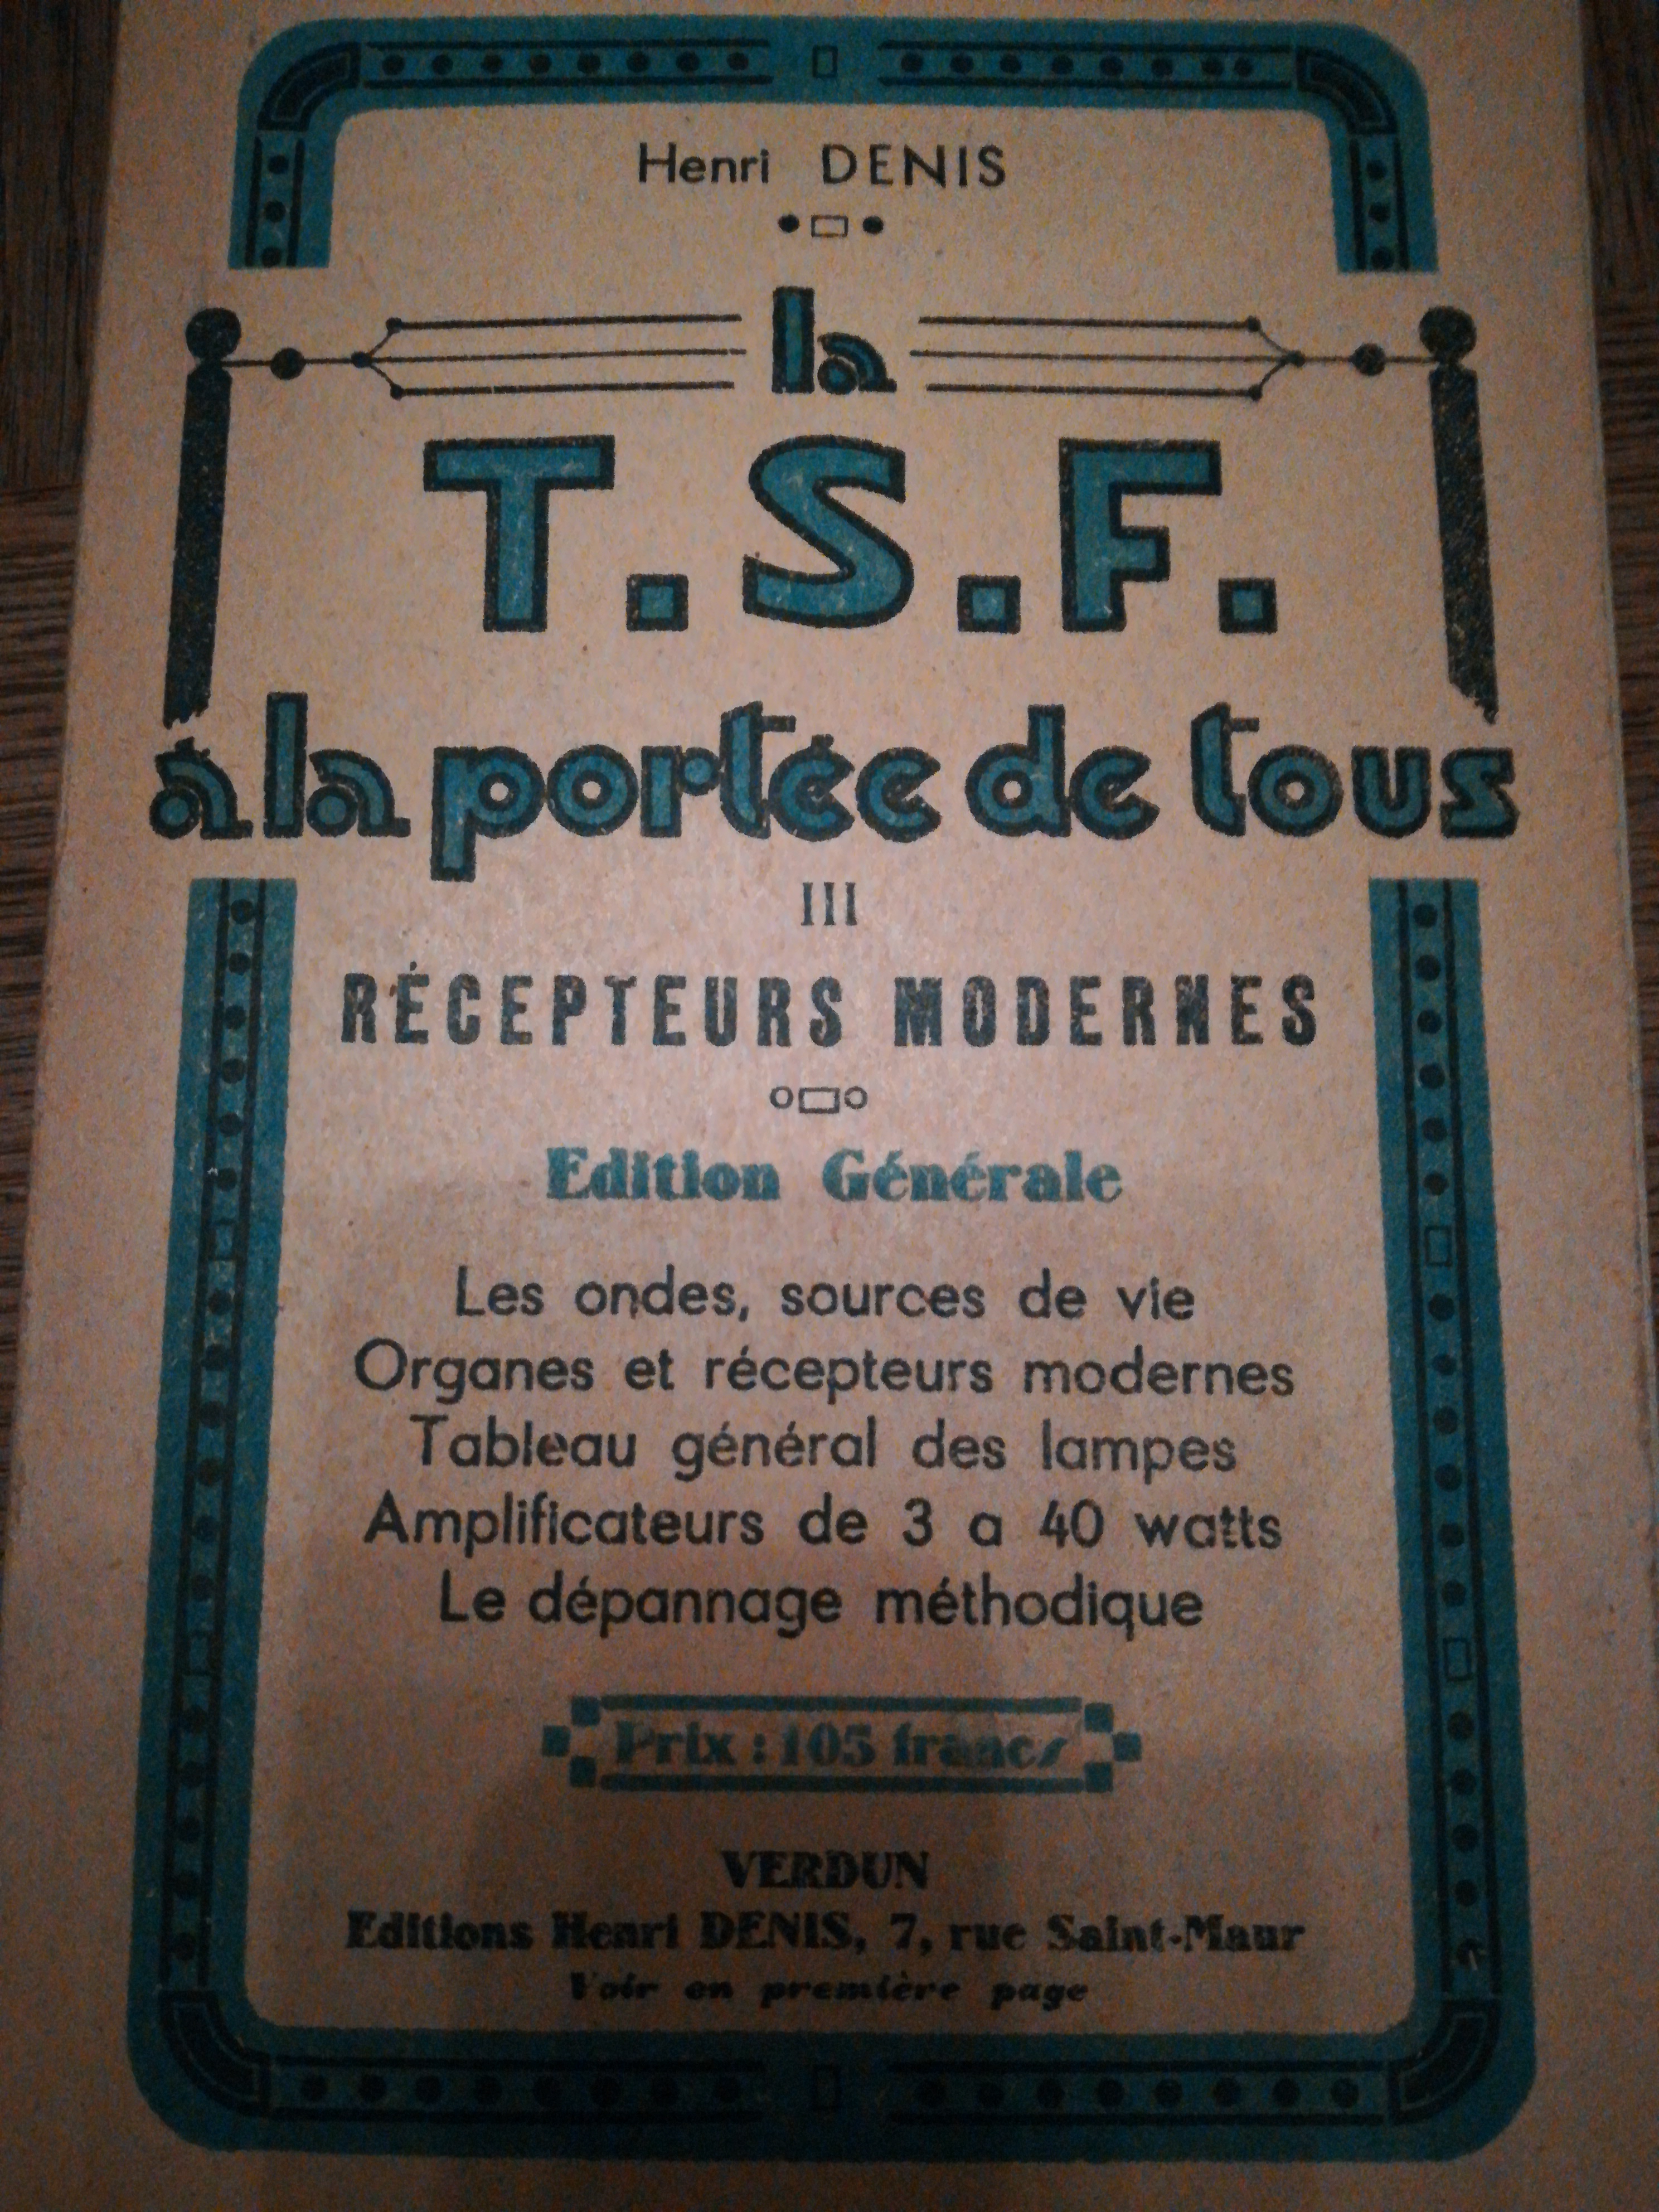 Henri DENIS
la
T.S.F.
à la portée de tous
III
RÉCEPTEURS MODERNES
Edition Générale
Les ondes, sources de vie
Organes et récepteurs modernes
Tableau général des lampes
Amplificateurs de 3 a 40 watts
Le dépannage méthodique
Prix : 105 francs
VERDUN
Editions Henri DENIS, 7, rue Saint-Maur
Voir en première page